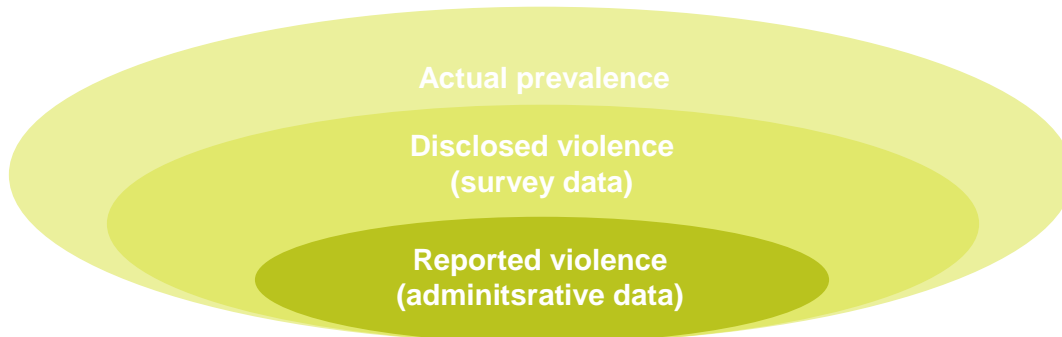 Actual prevalence
Disclosed violence
(survey data)
Reported violence
(adminitsrative data)